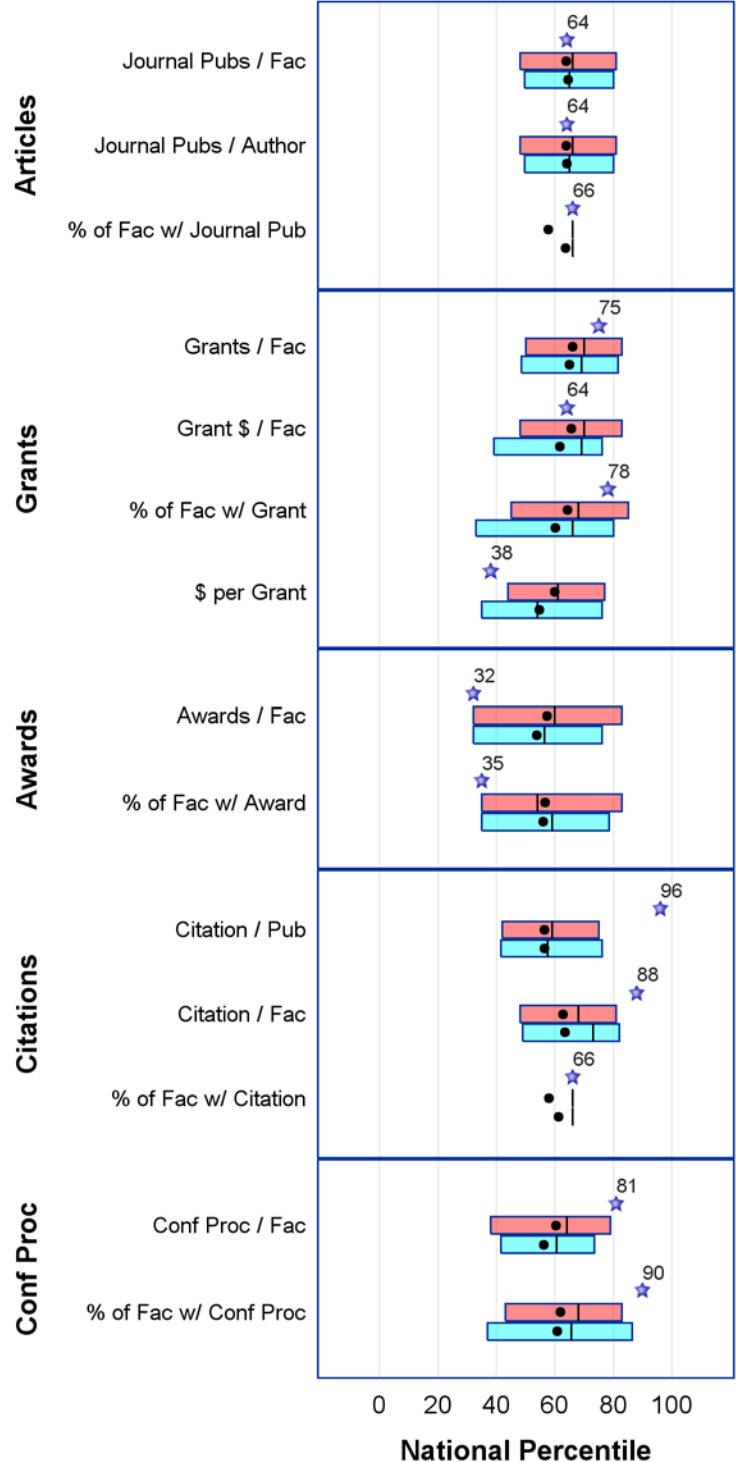 Articles
64
Journal Pubs / Fac
64
Journal Pubs / Author
66
% of Fac w/ Journal Pub
Grants
75
Grants / Fac
64
Grant $ / Fac
78
% of Fac w/ Grant
38
$ per Grant
Awards
32
Awards / Fac
35
% of Fac w/ Award
Citations
96
Citation / Pub
88
Citation / Fac
66
% of Fac w/ Citation
Conf Proc
81
Conf Proc / Fac
90
% of Fac w/ Conf Proc
0 20 40 60 80 100
National Percentile